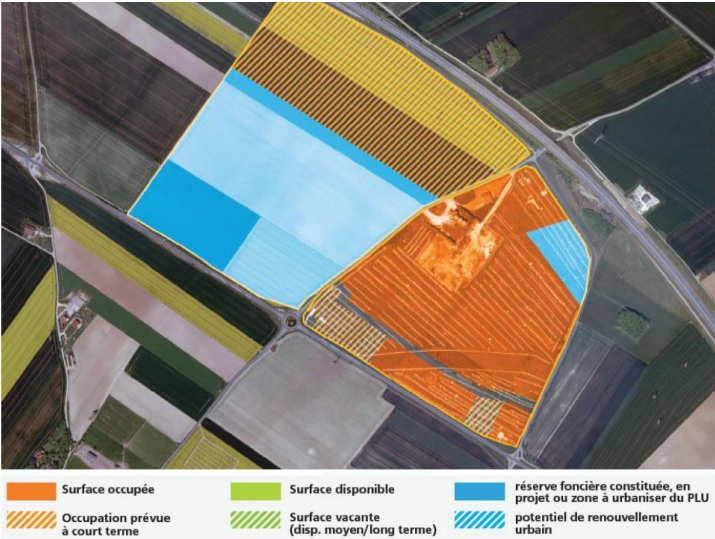 Surface occupée
Surface disponible
réserve foncière constituée, en
projet ou zone à urbaniser du PLU
Occupation prévue
à court terme
Surface vacante
(disp. moyen/long terme)
potentiel de renouvellement
urbain